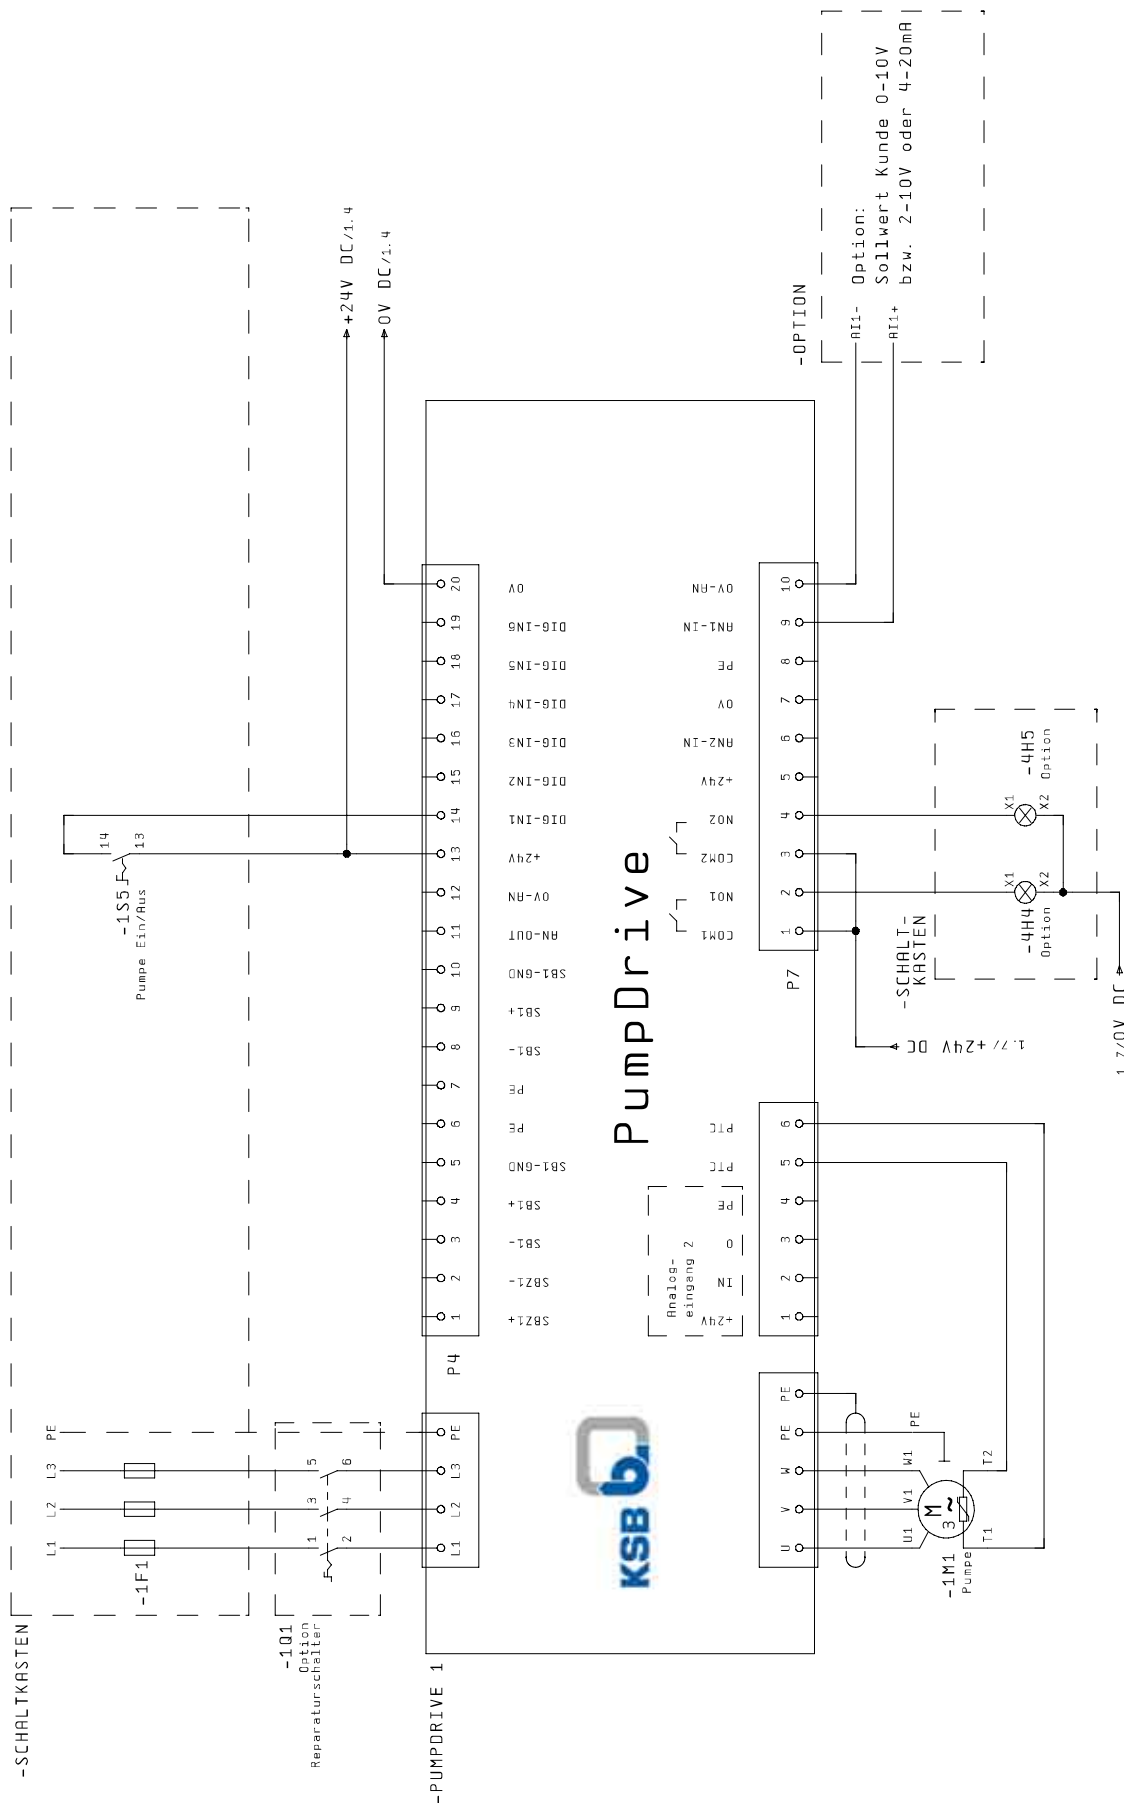 -SCHALTKASTEN
L1
L2
L3
PE
-1F1
-1S5
Pumpe Ein/Aus
14
13
-1Q1
Option
Reparaturschalter
1
2
3
4
5
6
+24V DC/1.4
0V DC/1.4
-PUMPDRIVE 1
L1
L2
L3
PE
P4
1
2
3
4
5
6
7
8
9
10
11
12
13
14
15
16
17
18
19
20
SBZ1+
SBZ1-
SB1-
SB1+
SB1-GND
PE
PE
SB1-
SB1+
SB1-GND
AN-OUT
0V-AN
+24V
DIG-IN1
DIG-IN2
DIG-IN3
DIG-IN4
DIG-IN5
DIG-IN6
0V
KSB b
PumpDrive
Analog-
eingang 2
+24V
IN
0
PE
PTC
PTC
COM1
NO1
COM2
NO2
+24V
AN2-IN
0V
PE
AN1-IN
0V-AN
U
V
W
PE
PE
1
2
3
4
5
6
P7
1
2
3
4
5
6
7
8
9
10
-1M1
Pumpe
U1
V1
W1
PE
M
3 ~
T1
T2
1.7/+24V DC
1.7/0V DC
-SCHALT-
KASTEN
-4H4
Option
X1
X2
-4H5
Option
X1
X2
-OPTION
AI1-
AI1+
Option:
Sollwert Kunde 0-10V
bzw. 2-10V oder 4-20mA